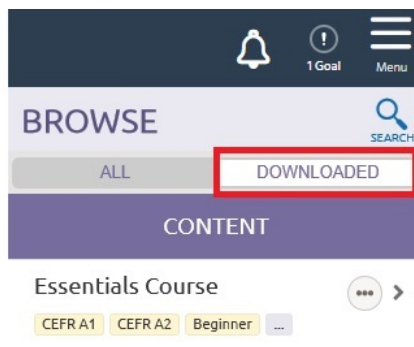 1 Goal
Menu
BROWSE
SEARCH
ALL
DOWNLOADED
CONTENT
Essentials Course
CEFR A1 CEFR A2 Beginner ...